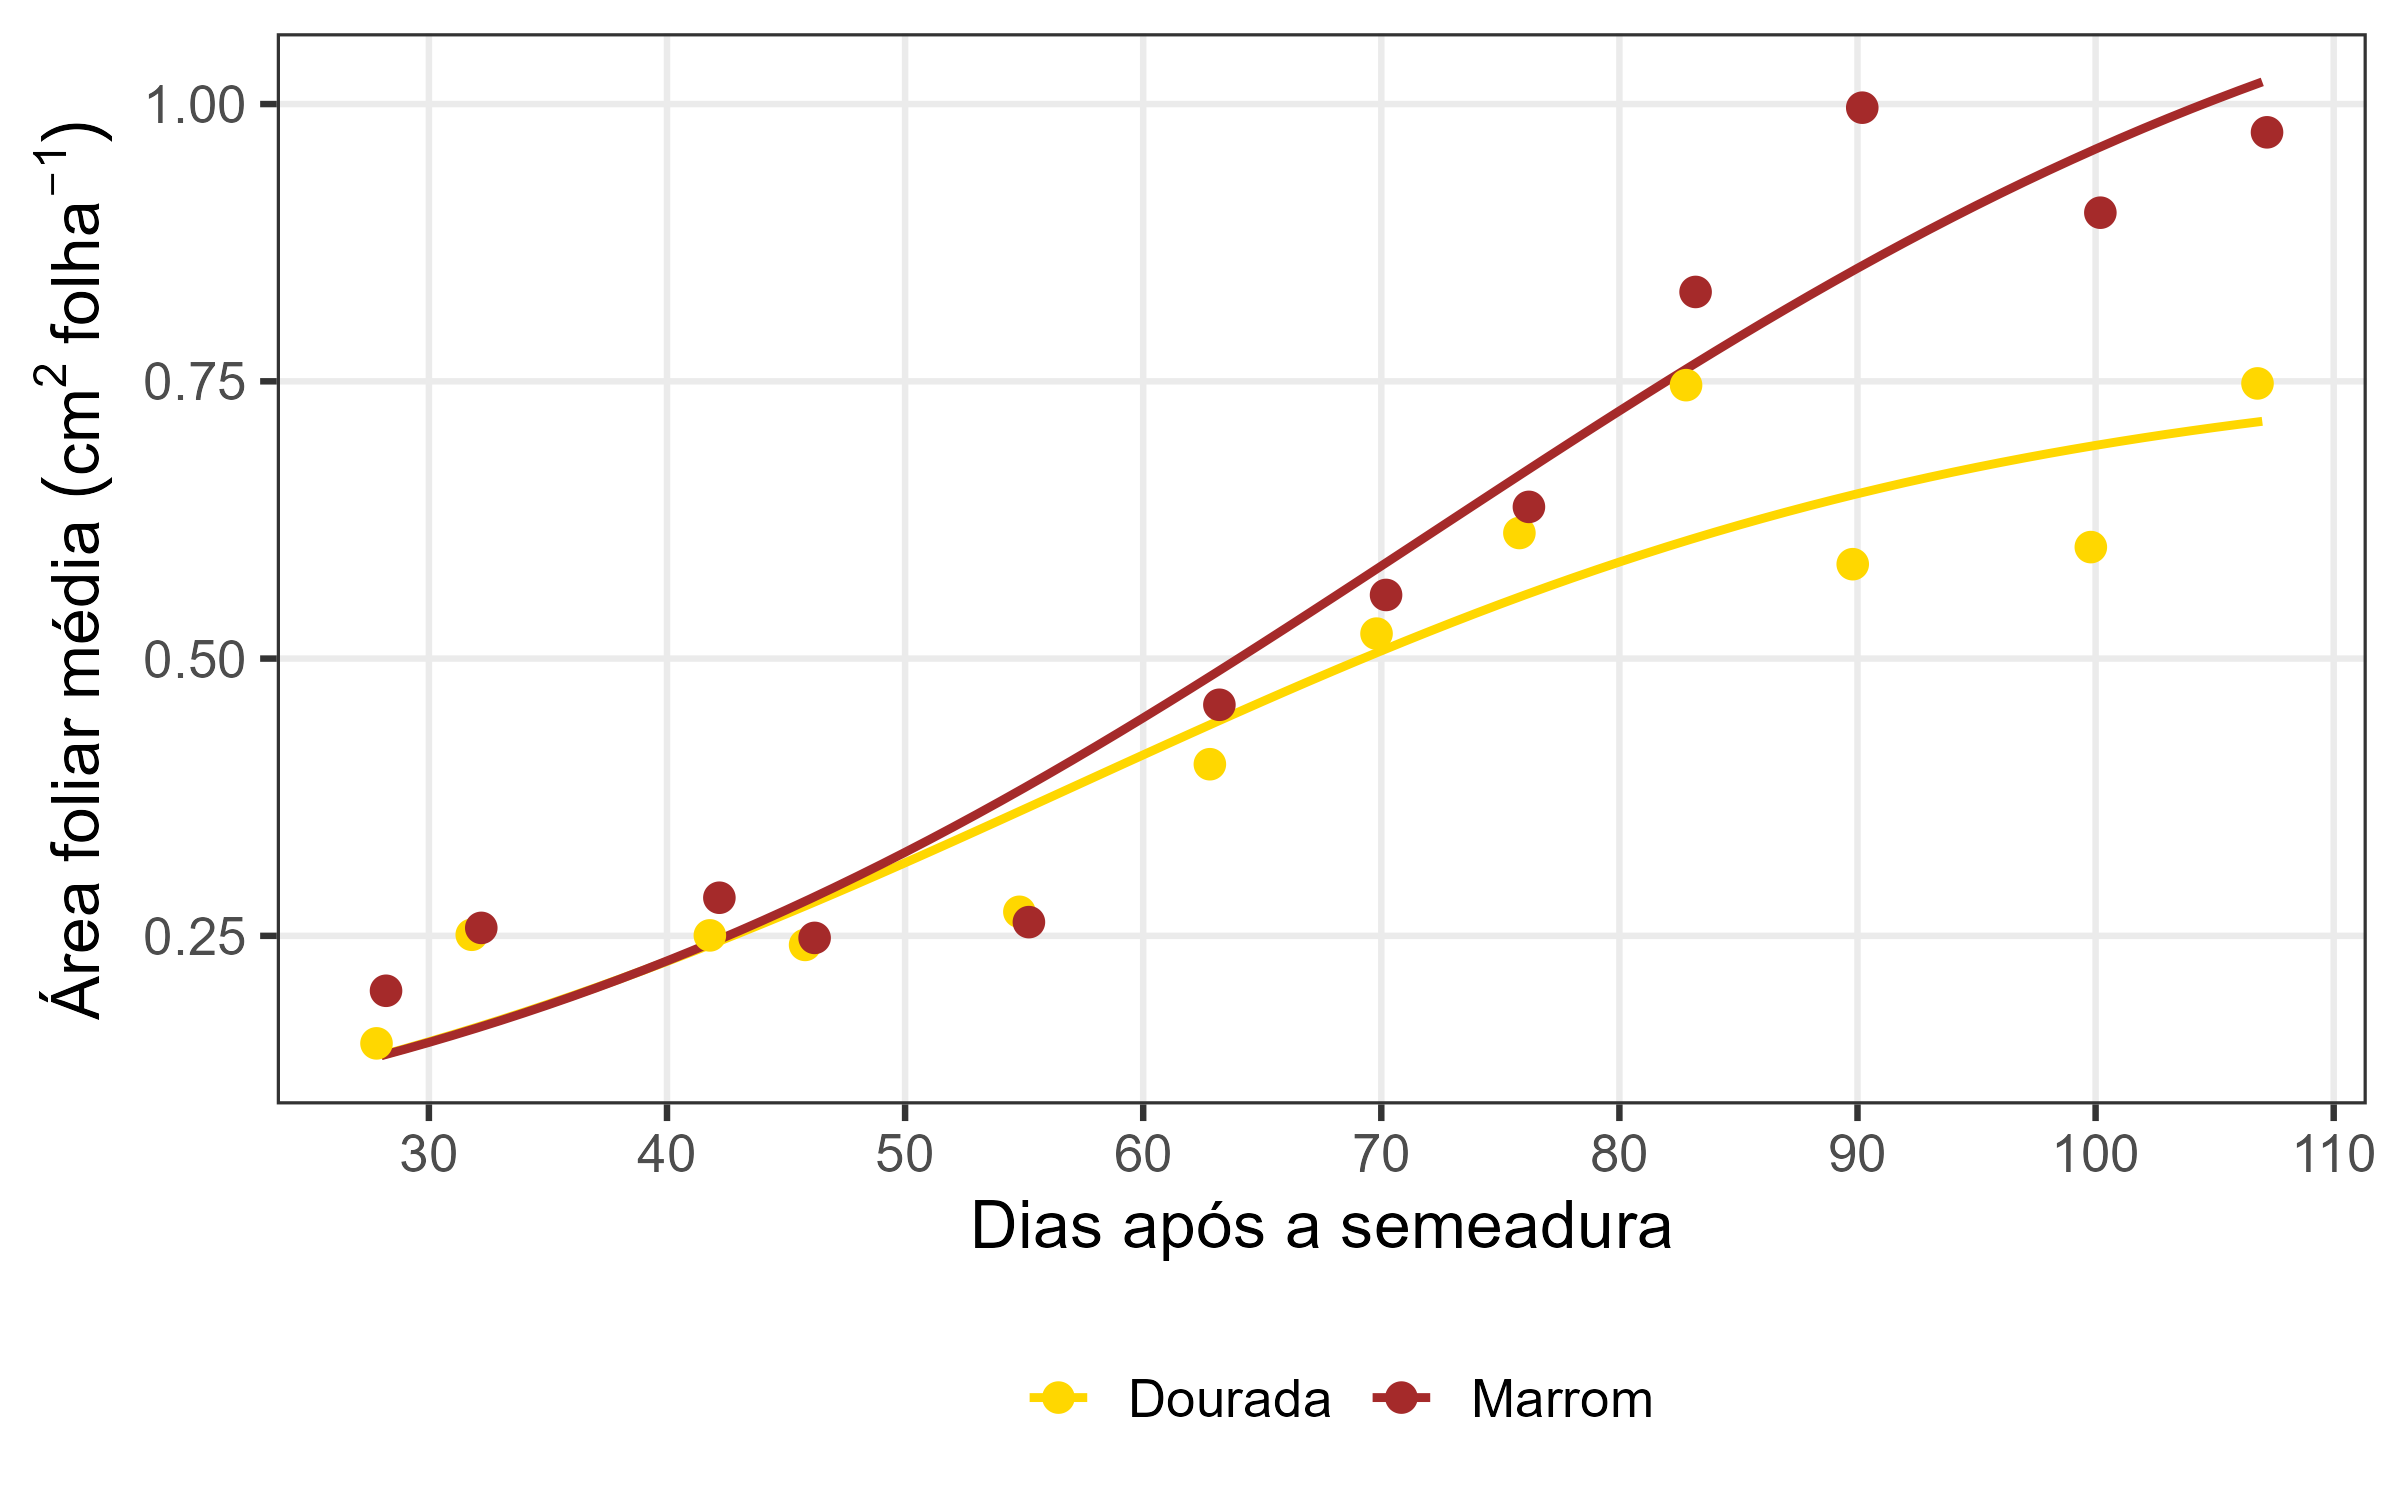 Área foliar média (cm² folha⁻¹)
1.00
0.75
0.50
0.25
30 40 50 60 70 80 90 100 110
Dias após a semeadura
Dourada Marrom